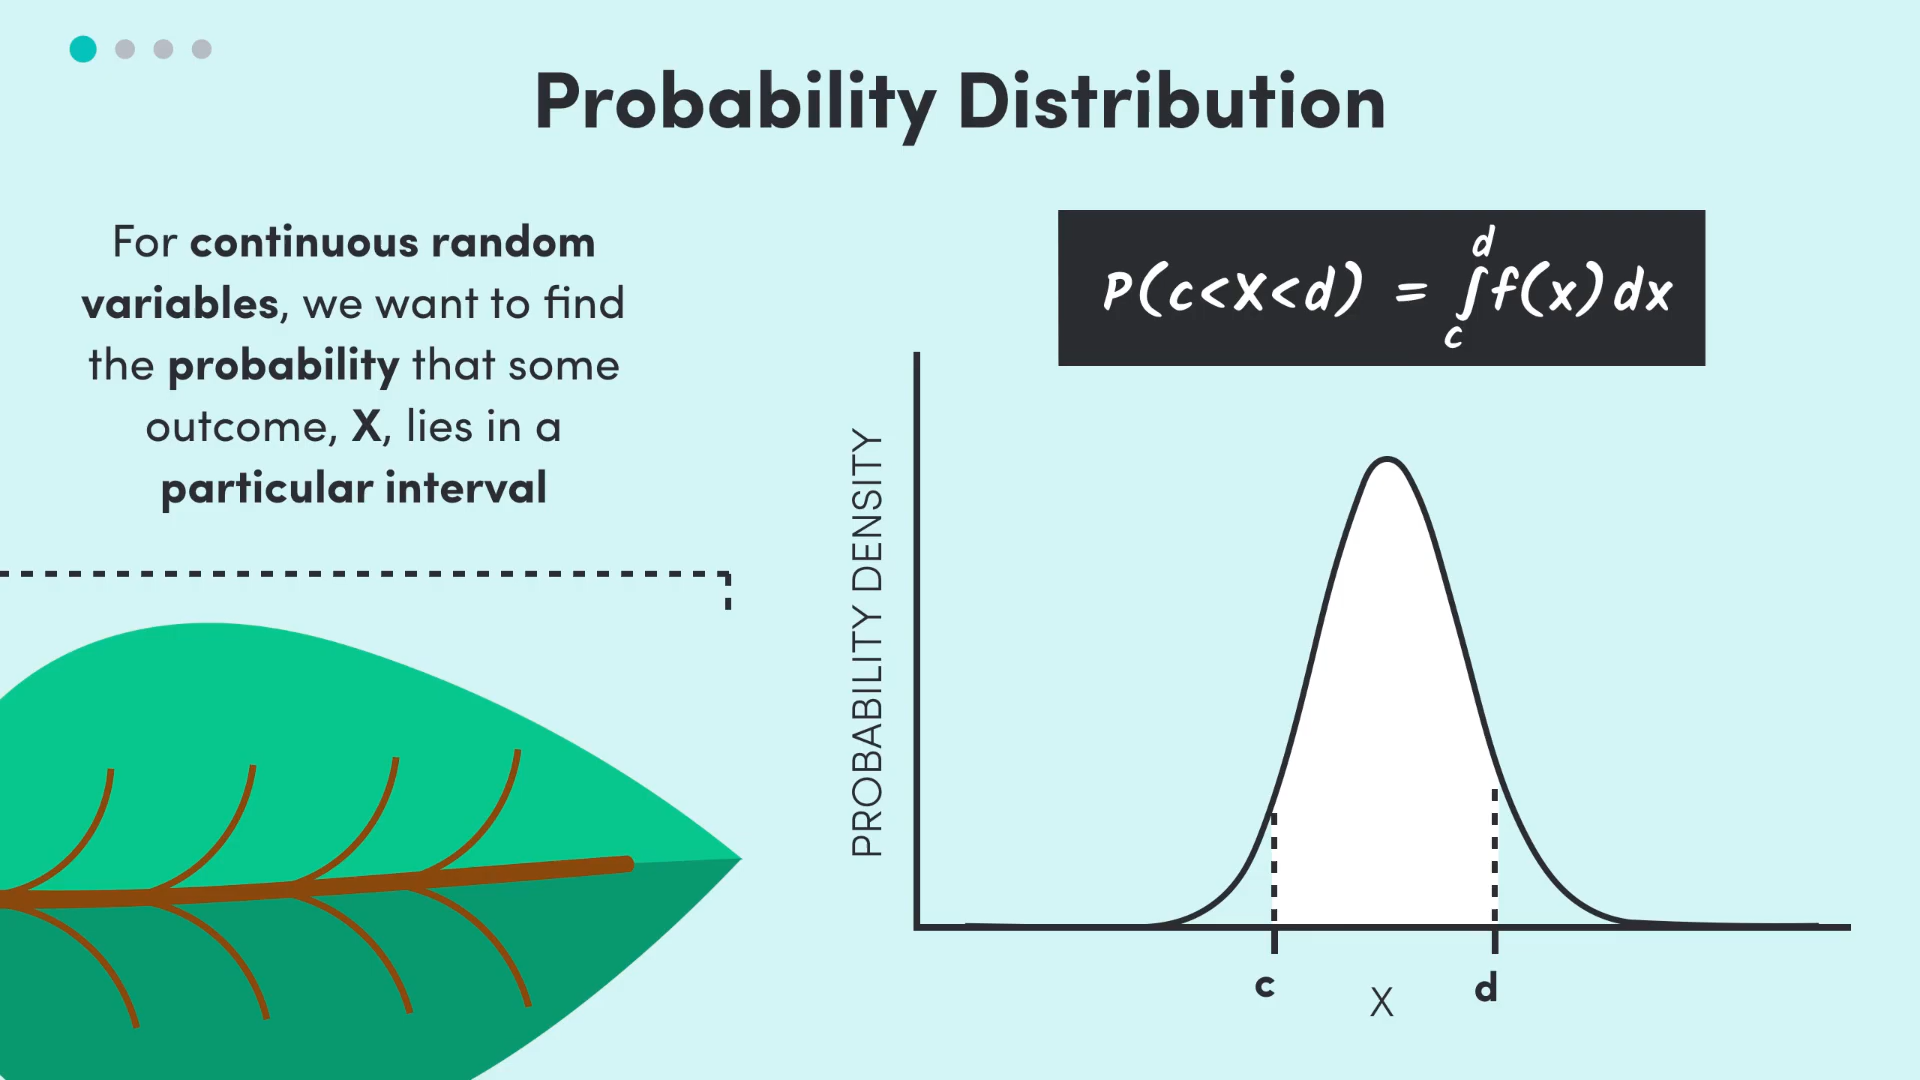 Probability Distribution
For continuous random
variables, we want to find
the probability that some
outcome, X, lies in a
particular interval
P(c<X<d) = ∫f(x)dx
d
c
PROBABILITY DENSITY
c
d
X